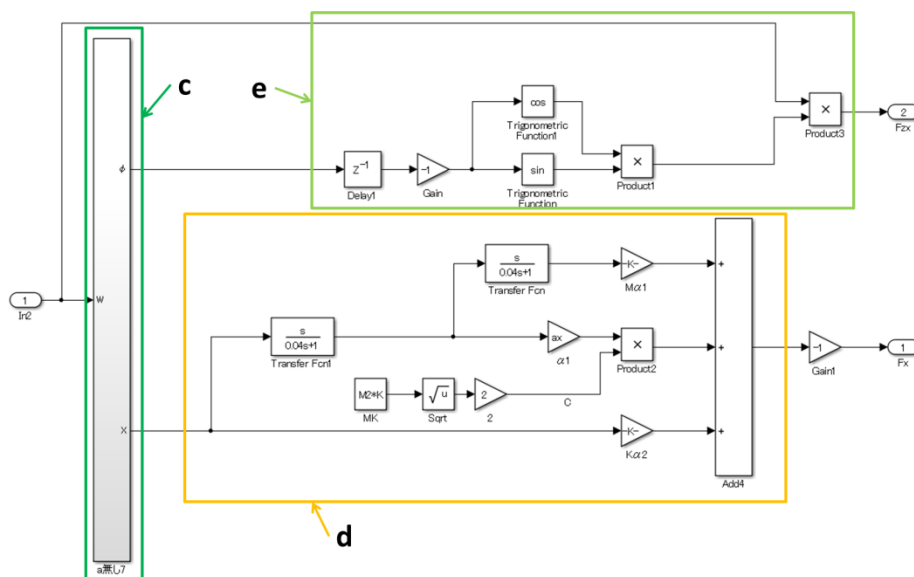 c
e
cos
Trigonometric
Function1
×
Product3
2
Fzx
ϕ
Z⁻¹
Delay1
-1
Gain
sin
Trigonometric
Function
×
Product1
s
0.04s+1
Transfer Fcn
-K-
Mα1
+
1
In2
W
s
0.04s+1
Transfer Fcn1
ax
α1
×
Product2
+
-1
Gain1
1
Fx
M2*K
MK
√u
Sqrt
2
2
C
X
-K-
Kα2
+
Add4
d
a無し7